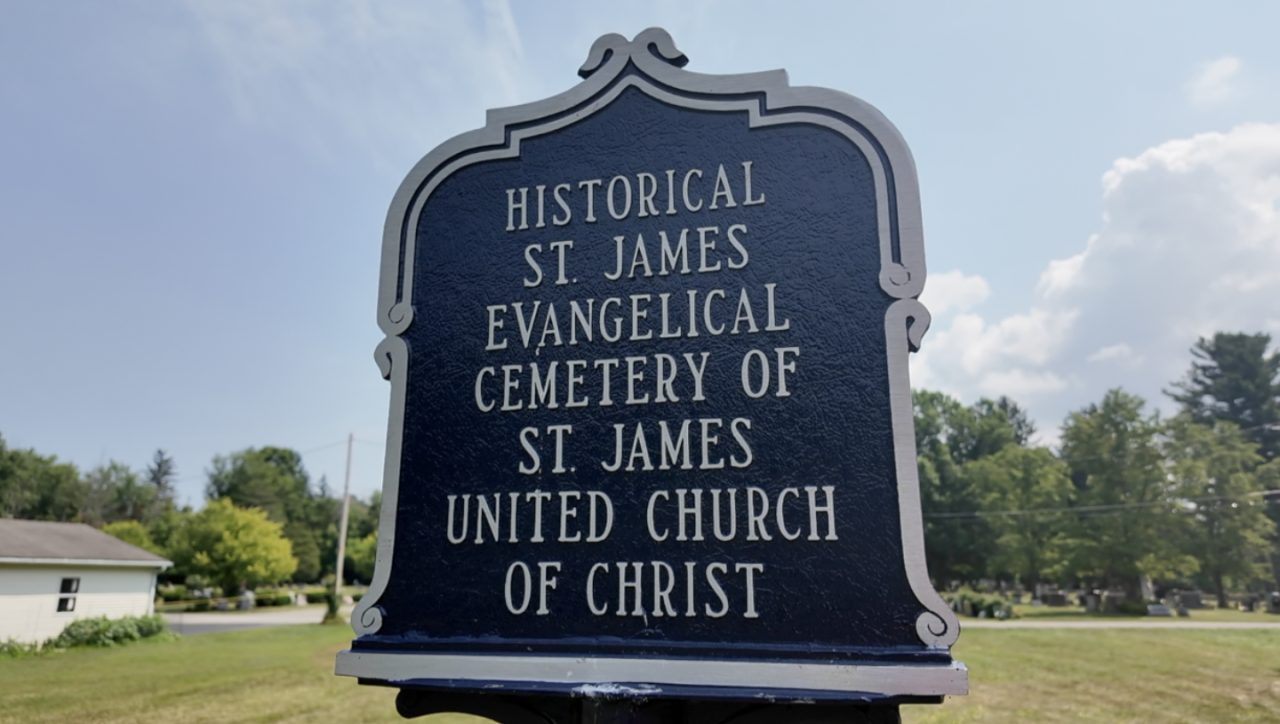 HISTORICAL
ST. JAMES
EVANGELICAL
CEMETERY OF
ST. JAMES
UNITED CHURCH
OF CHRIST